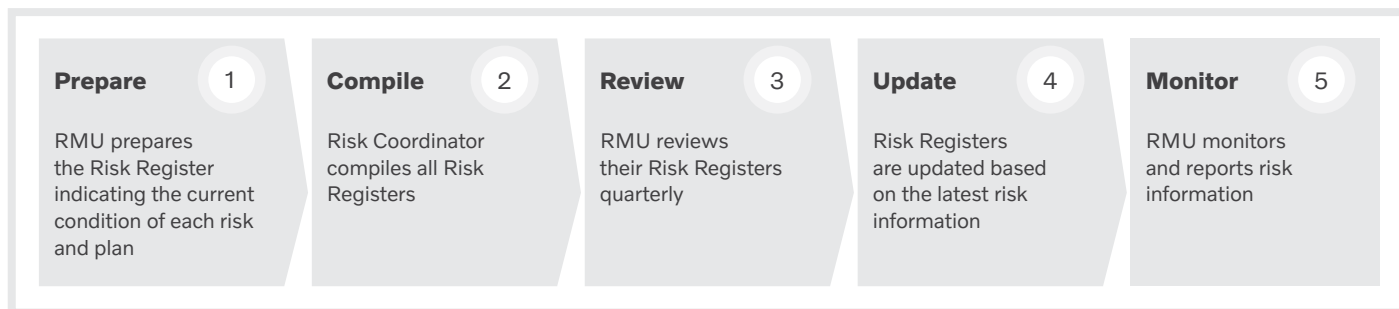 Prepare
1
RMU prepares
the Risk Register
indicating the current
condition of each risk
and plan
Compile
2
Risk Coordinator
compiles all Risk
Registers
Review
3
RMU reviews
their Risk Registers
quarterly
Update
4
Risk Registers
are updated based
on the latest risk
information
Monitor
5
RMU monitors
and reports risk
information